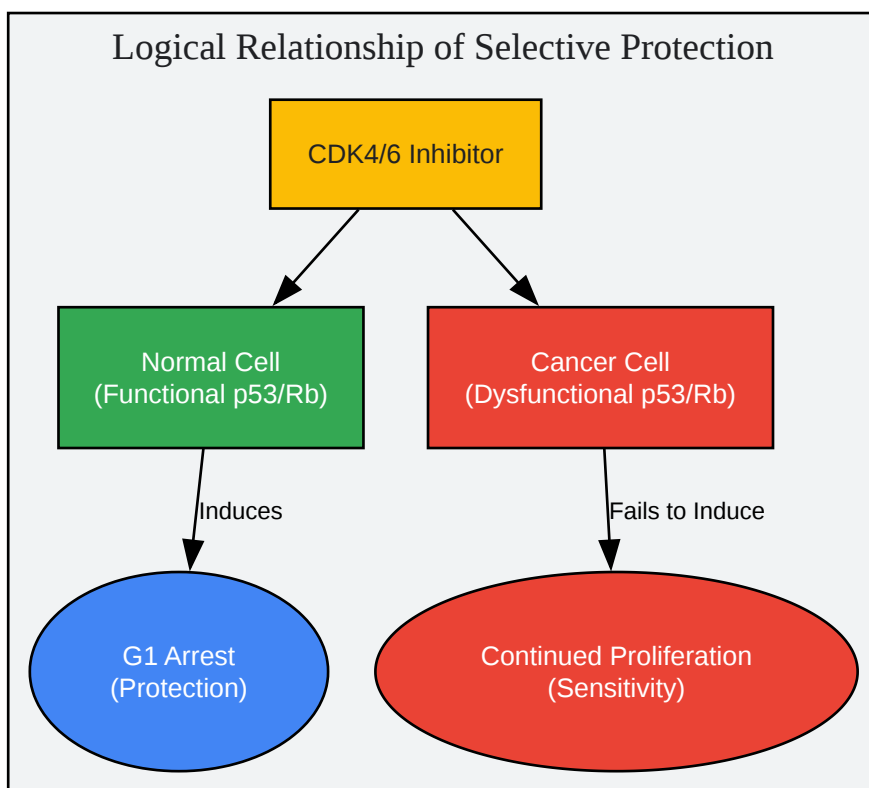 Logical Relationship of Selective Protection
CDK4/6 Inhibitor
Normal Cell
(Functional p53/Rb)
Cancer Cell
(Dysfunctional p53/Rb)
Induces
Fails to Induce
G1 Arrest
(Protection)
Continued Proliferation
(Sensitivity)